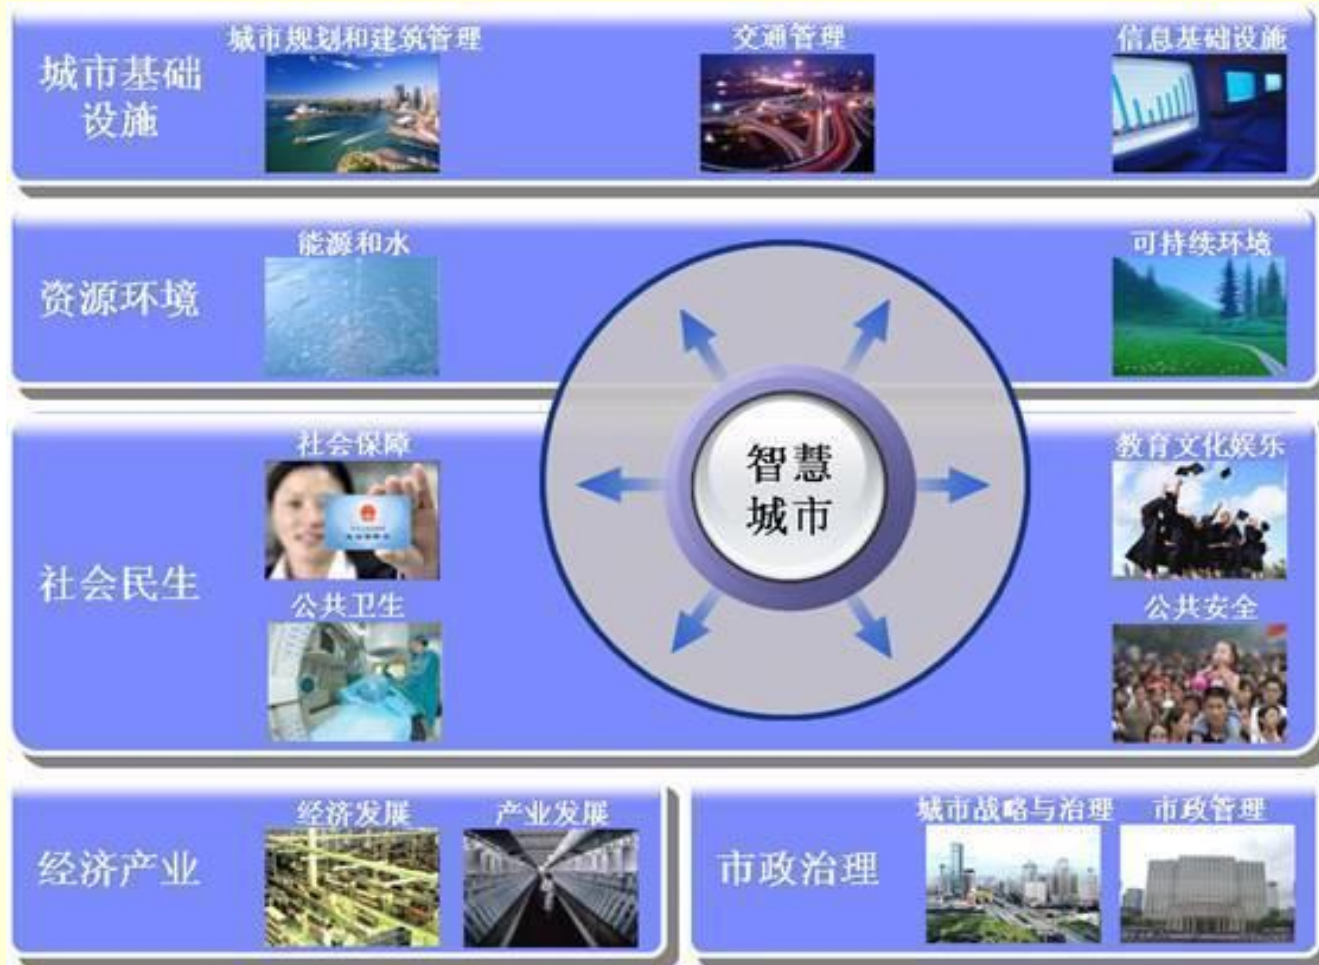 城市规划和建筑管理
交通管理
信息基础设施
城市基础
设施
能源和水
可持续环境
资源环境
社会保障
教育文化娱乐
智慧
城市
社会民生
公共卫生
公共安全
经济发展
产业发展
经济产业
城市战略与治理
市政管理
市政治理